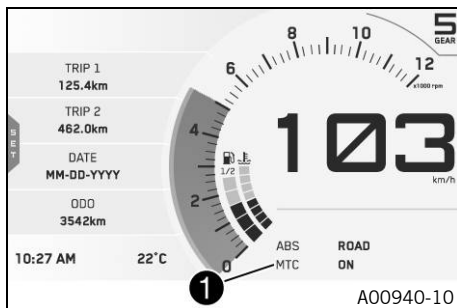 5
GEAR
TRIP 1
125.4km
TRIP 2
462.0km
DATE
MM-DD-YYYY
ODO
3542km
SET
10:27 AM
22°C
0
2
4
6
8
10
12
x1000 rpm
1/2
103
km/h
ABS ROAD
MTC ON
1
A00940-10